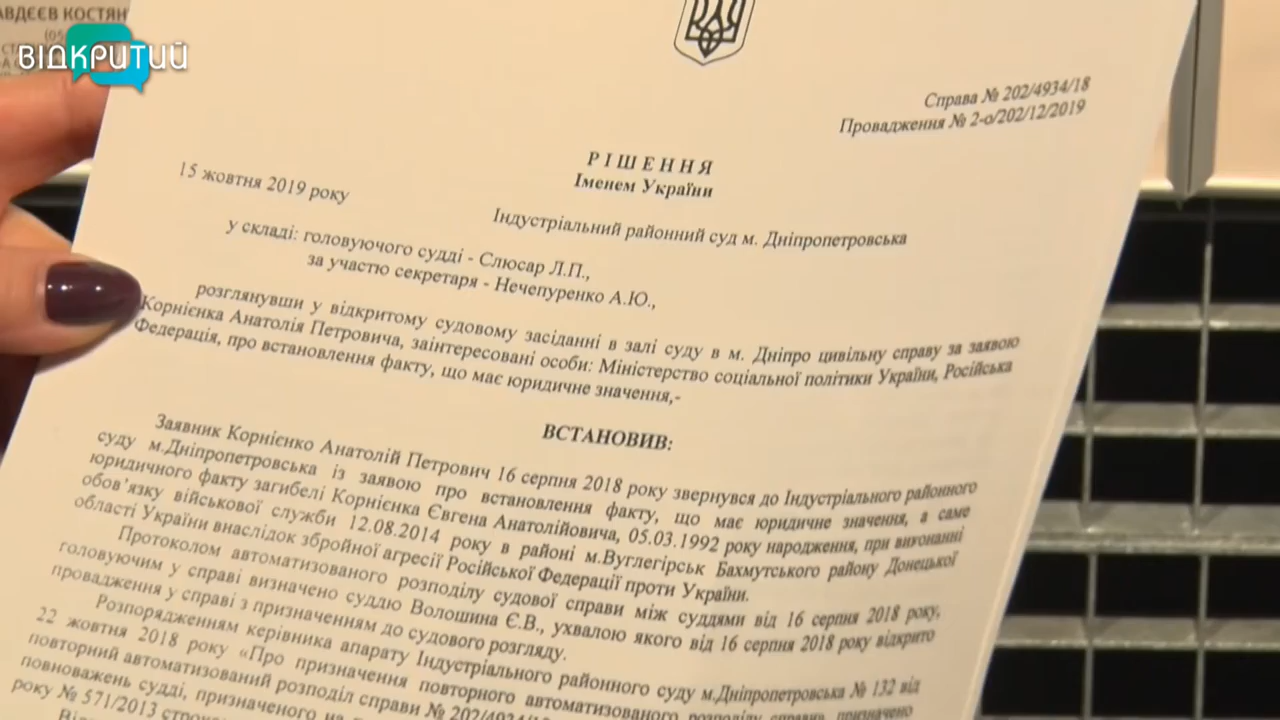 АВДЄЄВ КОСТЯН
ВІДКРИТИЙ
Справа № 202/4934/18
Провадження № 2-о/202/12/2019
РІШЕННЯ
Іменем України
15 жовтня 2019 року
Індустріальний районний суд м. Дніпропетровська
у складі: головуючого судді - Слюсар Л.П.,
за участю секретаря - Нечепуренко А.Ю.,
розглянувши у відкритому судовому засіданні в залі суду в м. Дніпро цивільну справу за заявою
Корнієнка Анатолія Петровича, заінтересовані особи: Міністерство соціальної політики України, Російська
Федерація, про встановлення факту, що має юридичне значення,-
ВСТАНОВИВ:
Заявник Корнієнко Анатолій Петрович 16 серпня 2018 року звернувся до Індустріального районного
суду м.Дніпропетровська із заявою про встановлення факту, що має юридичне значення, а саме
юридичного факту загибелі Корнієнка Євгена Анатолійовича, 05.03.1992 року народження, при виконанні
обов’язку військової служби 12.08.2014 року в районі м.Вуглегірськ Бахмутського району Донецької
області України внаслідок збройної агресії Російської Федерації проти України.
Протоколом автоматизованого розподілу судової справи між суддями від 16 серпня 2018 року,
головуючим у справі визначено суддю Волошина Є.В., ухвалою якого від 16 серпня 2018 року відкрито
провадження у справі з призначенням до судового розгляду.
Розпорядженням керівника апарату Індустріального районного суду м.Дніпропетровська № 132 від
22 жовтня 2018 року «Про призначення повторного автоматизованого розподілу справи, призначено
повторний автоматизований розподіл справи № 202/4934/1
повноважень судді, призначеного на
року № 571/2013 строк